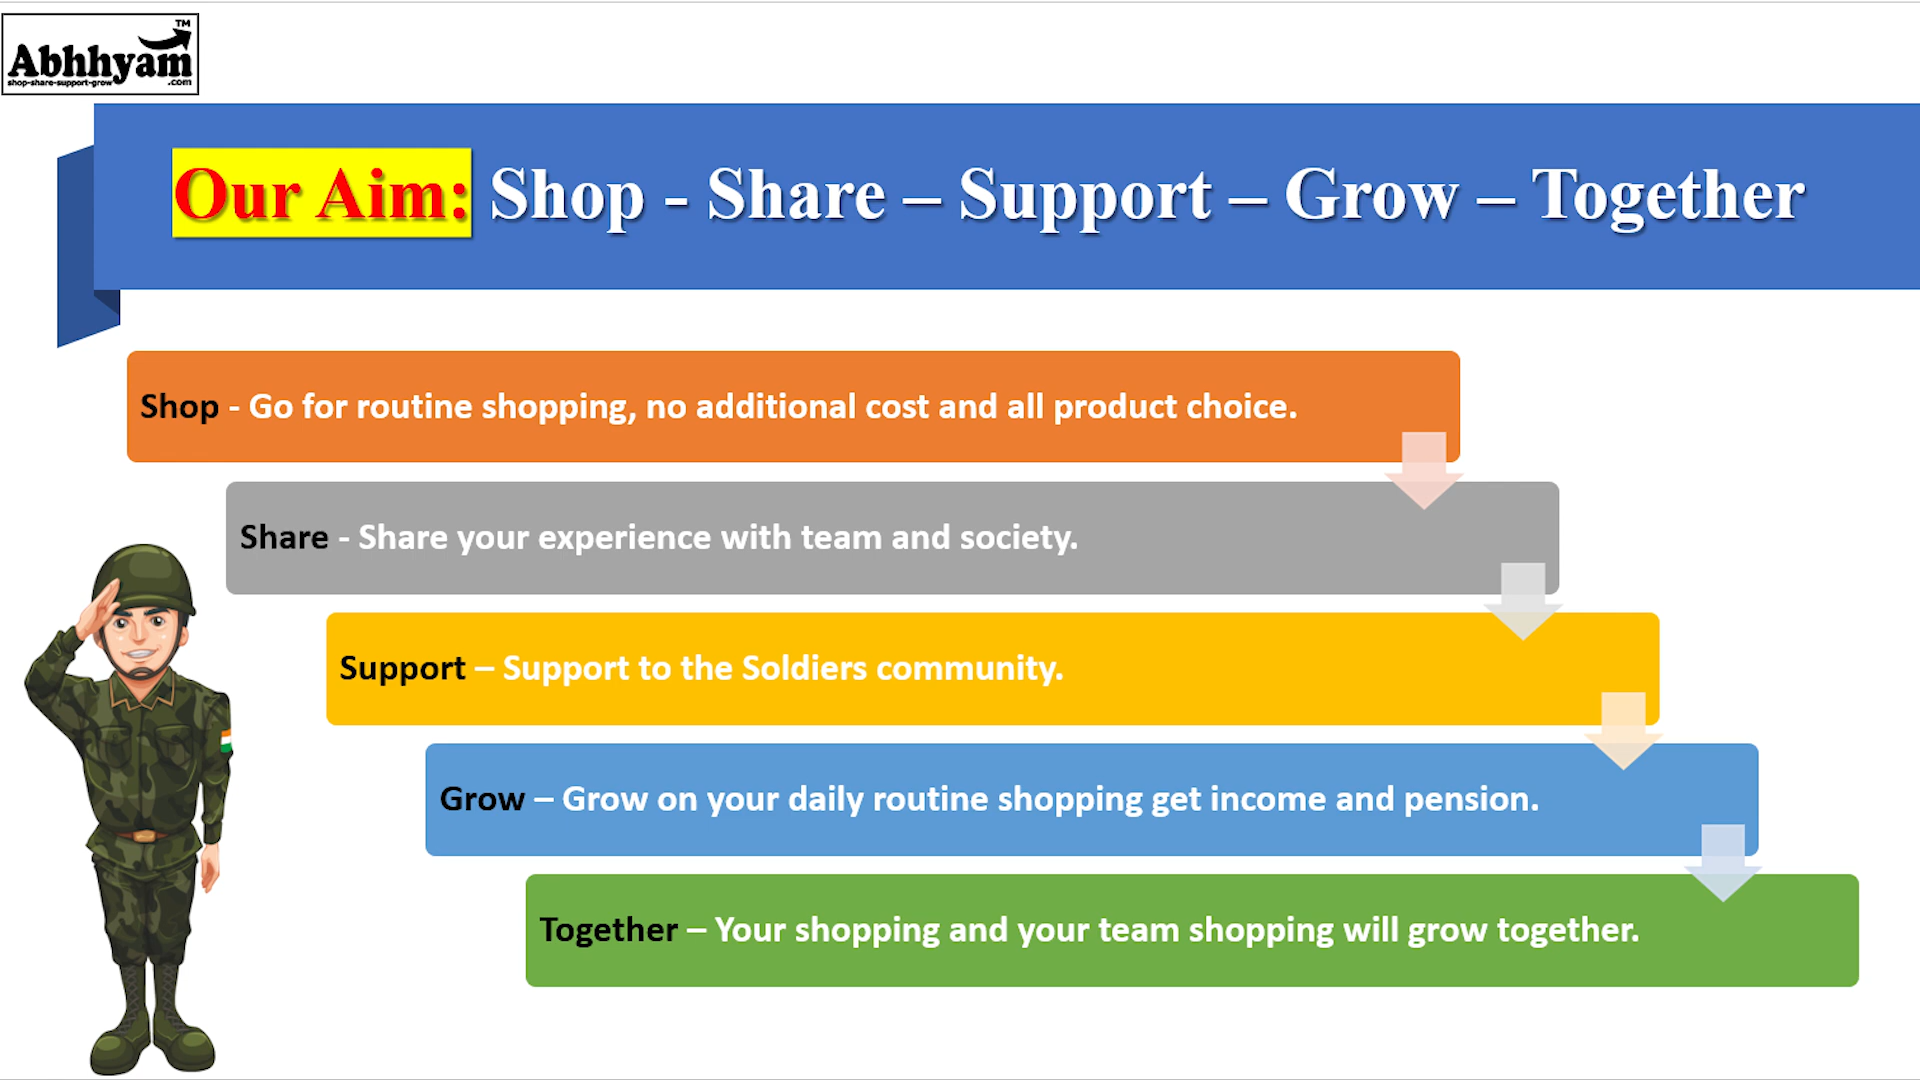 TM
Abhhyam
shop-share-support-grow .com
Our Aim: Shop - Share – Support – Grow – Together
Shop - Go for routine shopping, no additional cost and all product choice.
Share - Share your experience with team and society.
Support – Support to the Soldiers community.
Grow – Grow on your daily routine shopping get income and pension.
Together – Your shopping and your team shopping will grow together.